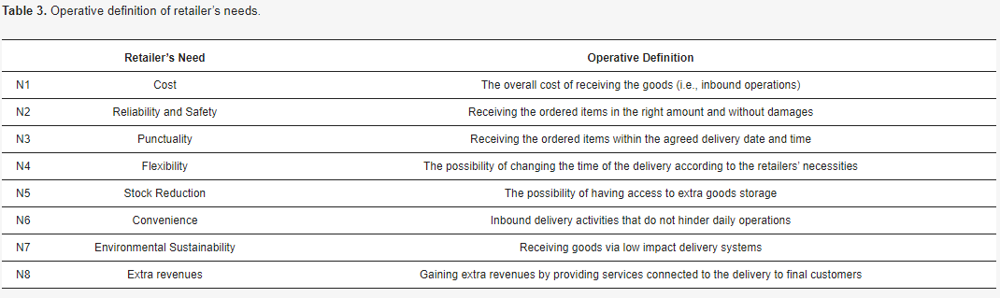 Table 3. Operative definition of retailer’s needs.
Retailer’s Need Operative Definition
N1 Cost The overall cost of receiving the goods (i.e., inbound operations)
N2 Reliability and Safety Receiving the ordered items in the right amount and without damages
N3 Punctuality Receiving the ordered items within the agreed delivery date and time
N4 Flexibility The possibility of changing the time of the delivery according to the retailers’ necessities
N5 Stock Reduction The possibility of having access to extra goods storage
N6 Convenience Inbound delivery activities that do not hinder daily operations
N7 Environmental Sustainability Receiving goods via low impact delivery systems
N8 Extra revenues Gaining extra revenues by providing services connected to the delivery to final customers